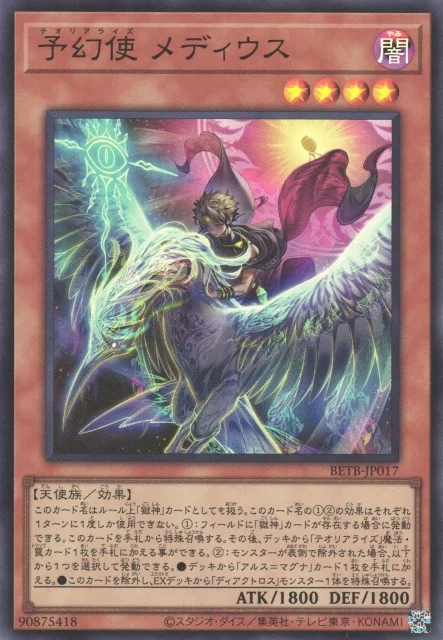 テオリアライズ
予幻使 メディウス
やみ
闇
BETB-JP017
【天使族／効果】
このカード名はルール上「獄神」カードとしても扱う。このカード名の①②の効果はそれぞれ
1ターンに1度しか使用できない。①：フィールドに「獄神」カードが存在する場合に発動
できる。このカードを手札から特殊召喚する。その後、デッキから「テオリアライズ」魔法・
罠カード1枚を手札に加える事ができる。②：モンスターが表側で除外された場合、以下
から1つを選択して発動できる。●デッキから「アルス＝マグナ」カード1枚を手札に加
える。●このカードを除外し、EXデッキから「ディアクトロス」モンスター1体を特殊召喚する。
ATK/1800 DEF/1800
90875418
©スタジオ・ダイス／集英社・テレビ東京・KONAMI